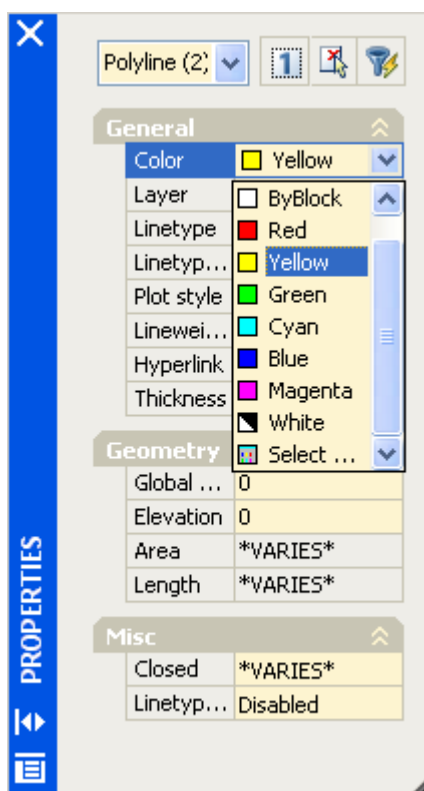 Polyline (2)
1
General
Color Yellow
Layer ByBlock
Linetype Red
Linetyp... Yellow
Plot style Green
Linewei... Cyan
Hyperlink Blue
Thickness Magenta
White
Select ...
Geometry
Global ... 0
Elevation 0
Area *VARIES*
Length *VARIES*
Misc
Closed *VARIES*
Linetyp... Disabled
PROPERTIES